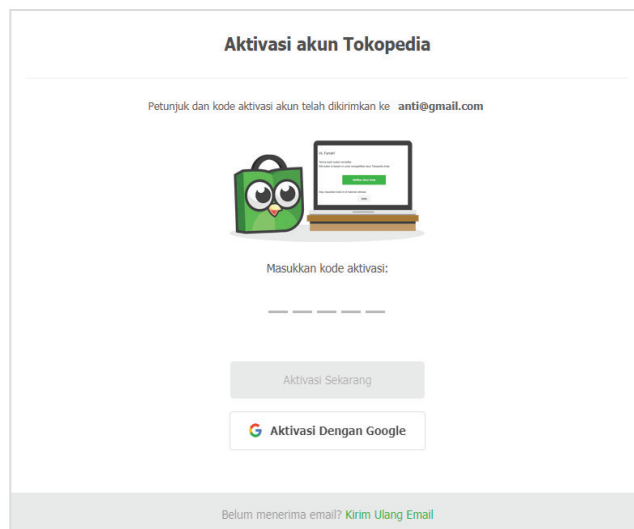 Aktivasi akun Tokopedia
Petunjuk dan kode aktivasi akun telah dikirimkan ke anti@gmail.com
Masukkan kode aktivasi:
Aktivasi Sekarang
Aktivasi Dengan Google
Belum menerima email? Kirim Ulang Email